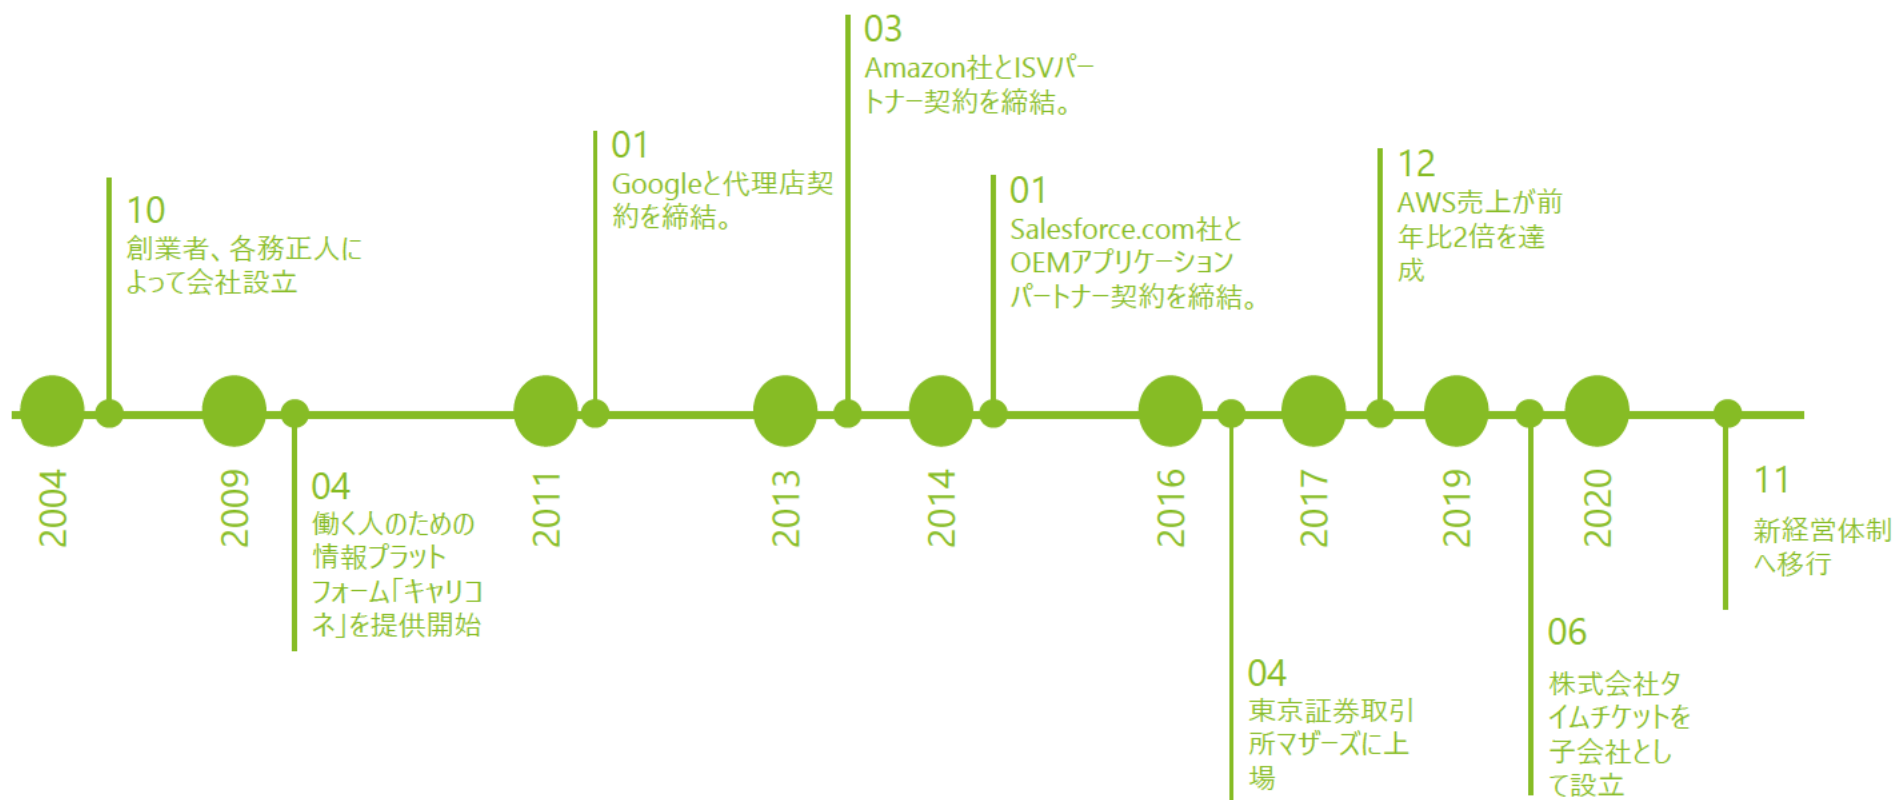 2004
10
創業者、各務正人に
よって会社設立
2009
04
働く人のための
情報プラット
フォーム「キャリコ
ネ」を提供開始
2011
01
Googleと代理店契
約を締結。
2013
03
Amazon社とISVパー
トナー契約を締結。
2014
01
Salesforce.com社と
OEMアプリケーション
パートナー契約を締結。
2016
04
東京証券取引
所マザーズに上
場
2017
12
AWS売上が前
年比2倍を達
成
2019
06
株式会社タ
イムチケットを
子会社とし
て設立
2020
11
新経営体制
へ移行